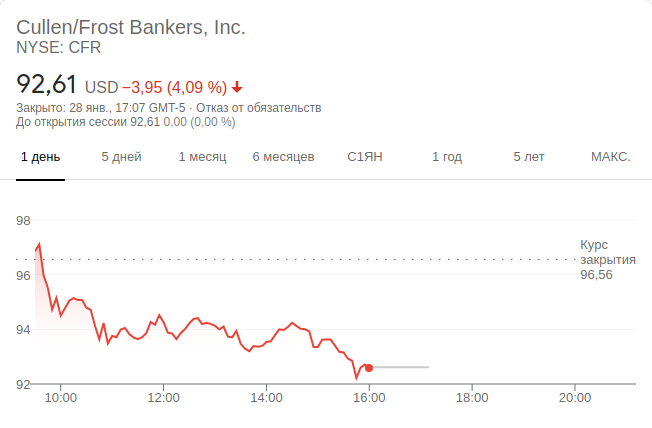 Cullen/Frost Bankers, Inc.
NYSE: CFR
92,61 USD −3,95 (4,09 %)
Закрыто: 28 янв., 17:07 GMT-5 · Отказ от обязательств
До открытия сессии 92,61 0,00 (0,00 %)
1 день 5 дней 1 месяц 6 месяцев С1ЯН 1 год 5 лет МАКС.
98
Курс
закрытия
96,56
96
94
92
10:00 12:00 14:00 16:00 18:00 20:00